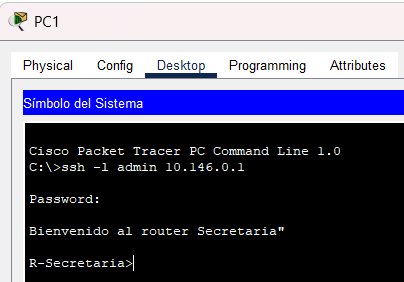 PC1
Physical Config Desktop Programming Attributes
Símbolo del Sistema
Cisco Packet Tracer PC Command Line 1.0
C:\>ssh -l admin 10.146.0.1
Password:
Bienvenido al router Secretaria"
R-Secretaria>